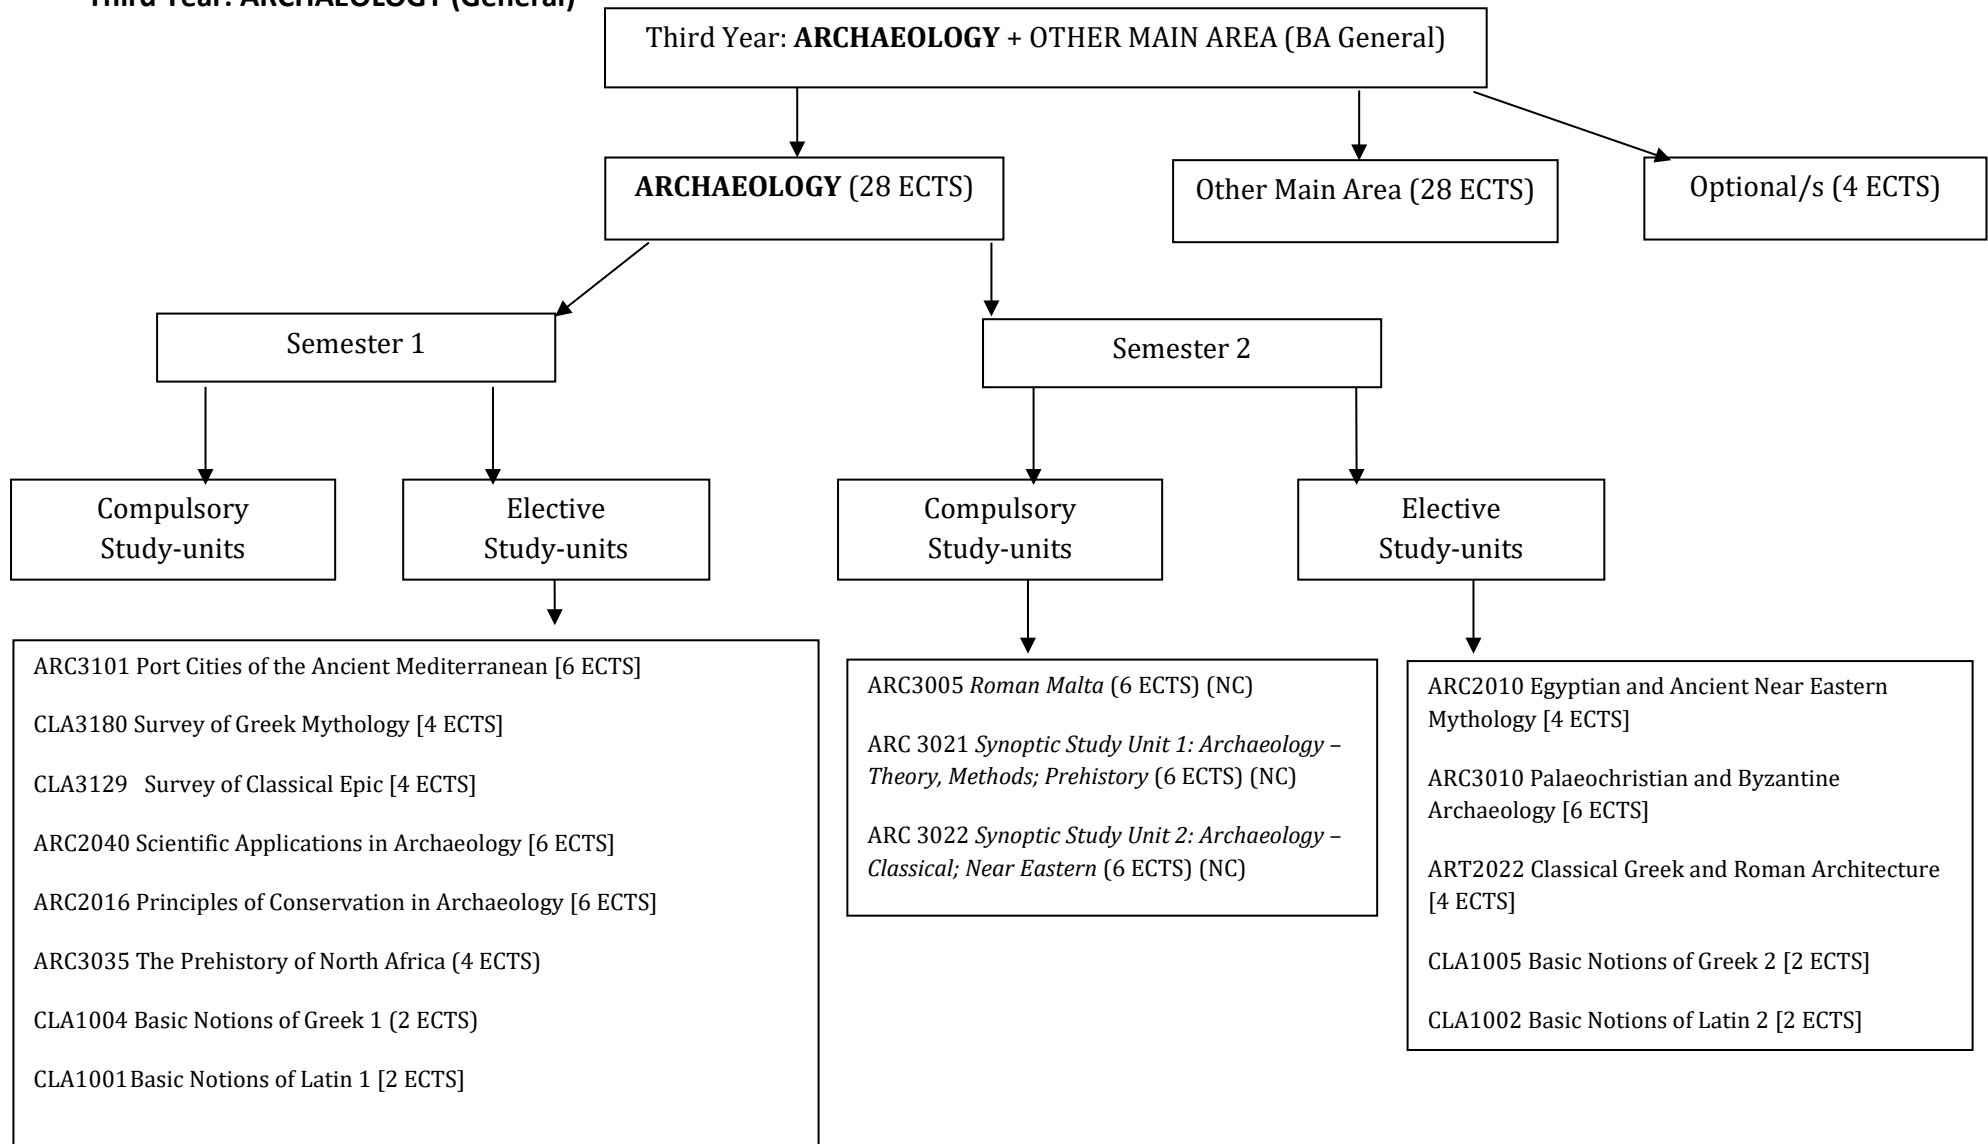 Third Year: ARCHAEOLOGY (General)
Third Year: ARCHAEOLOGY + OTHER MAIN AREA (BA General)
ARCHAEOLOGY (28 ECTS)
Other Main Area (28 ECTS)
Optional/s (4 ECTS)
Semester 1
Semester 2
Compulsory
Study-units
Elective
Study-units
Compulsory
Study-units
Elective
Study-units
ARC3101 Port Cities of the Ancient Mediterranean [6 ECTS]
CLA3180 Survey of Greek Mythology [4 ECTS]
CLA3129 Survey of Classical Epic [4 ECTS]
ARC2040 Scientific Applications in Archaeology [6 ECTS]
ARC2016 Principles of Conservation in Archaeology [6 ECTS]
ARC3035 The Prehistory of North Africa (4 ECTS)
CLA1004 Basic Notions of Greek 1 (2 ECTS)
CLA1001Basic Notions of Latin 1 [2 ECTS]
ARC3005 Roman Malta (6 ECTS) (NC)
ARC 3021 Synoptic Study Unit 1: Archaeology –
Theory, Methods; Prehistory (6 ECTS) (NC)
ARC 3022 Synoptic Study Unit 2: Archaeology –
Classical; Near Eastern (6 ECTS) (NC)
ARC2010 Egyptian and Ancient Near Eastern
Mythology [4 ECTS]
ARC3010 Palaeochristian and Byzantine
Archaeology [6 ECTS]
ART2022 Classical Greek and Roman Architecture
[4 ECTS]
CLA1005 Basic Notions of Greek 2 [2 ECTS]
CLA1002 Basic Notions of Latin 2 [2 ECTS]